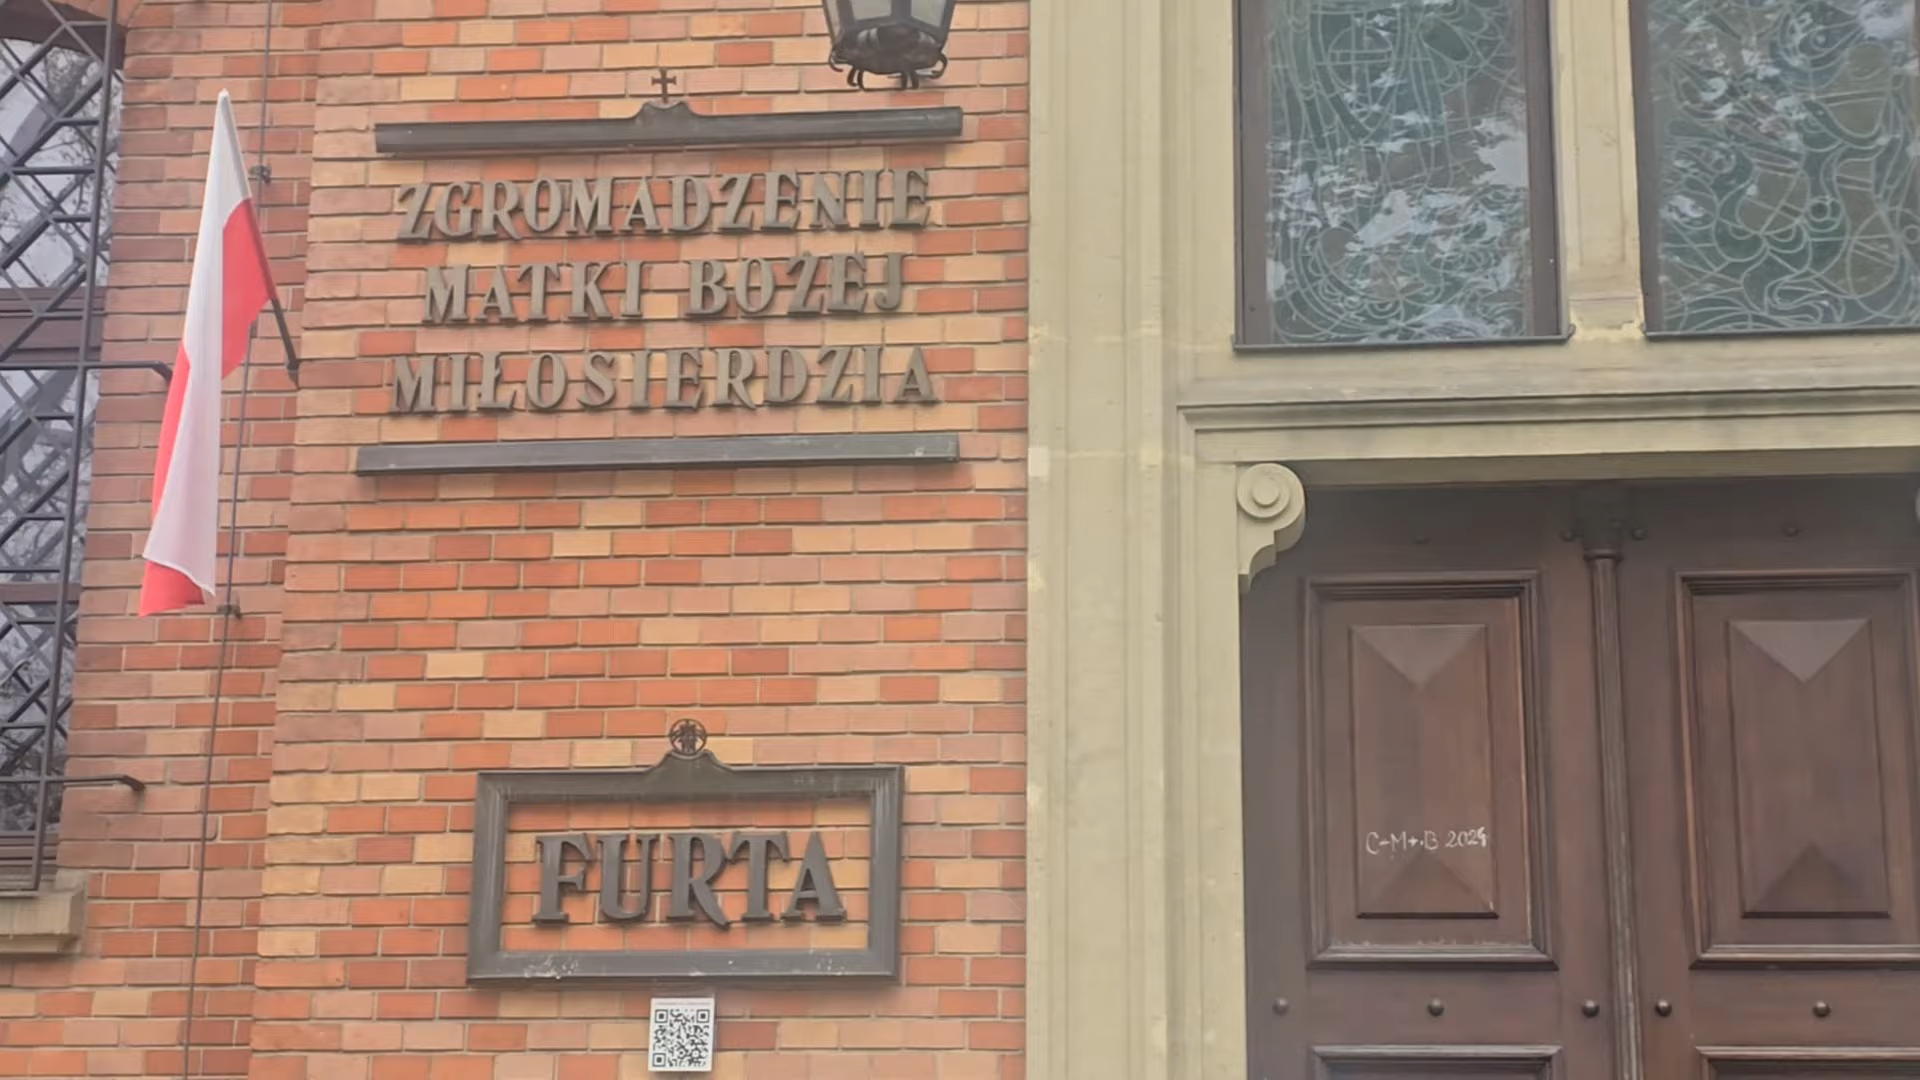 ZGROMADZENIE
MATKI BOŻEJ
MIŁOSIERDZIA
FURTA
C+M+B 2024